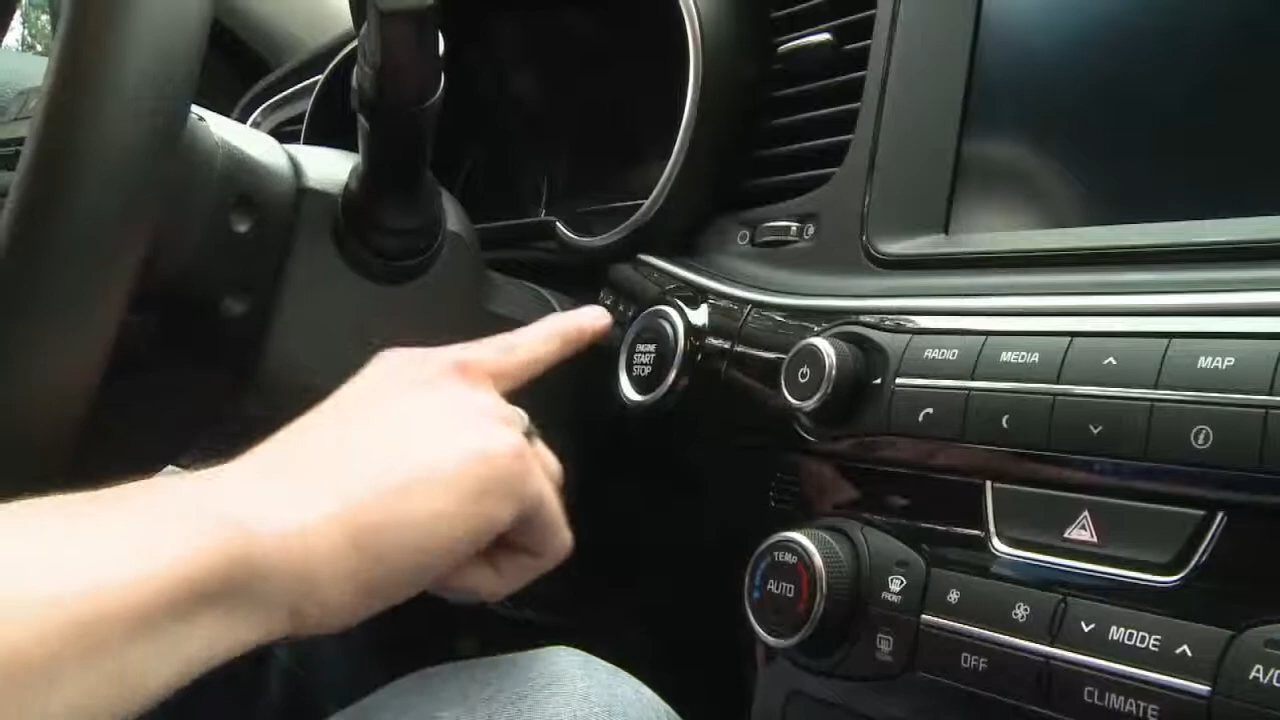 ENGINE
START
STOP
RADIO
MEDIA
MAP
TEMP
AUTO
FRONT
MODE
OFF
CLIMATE
A/C